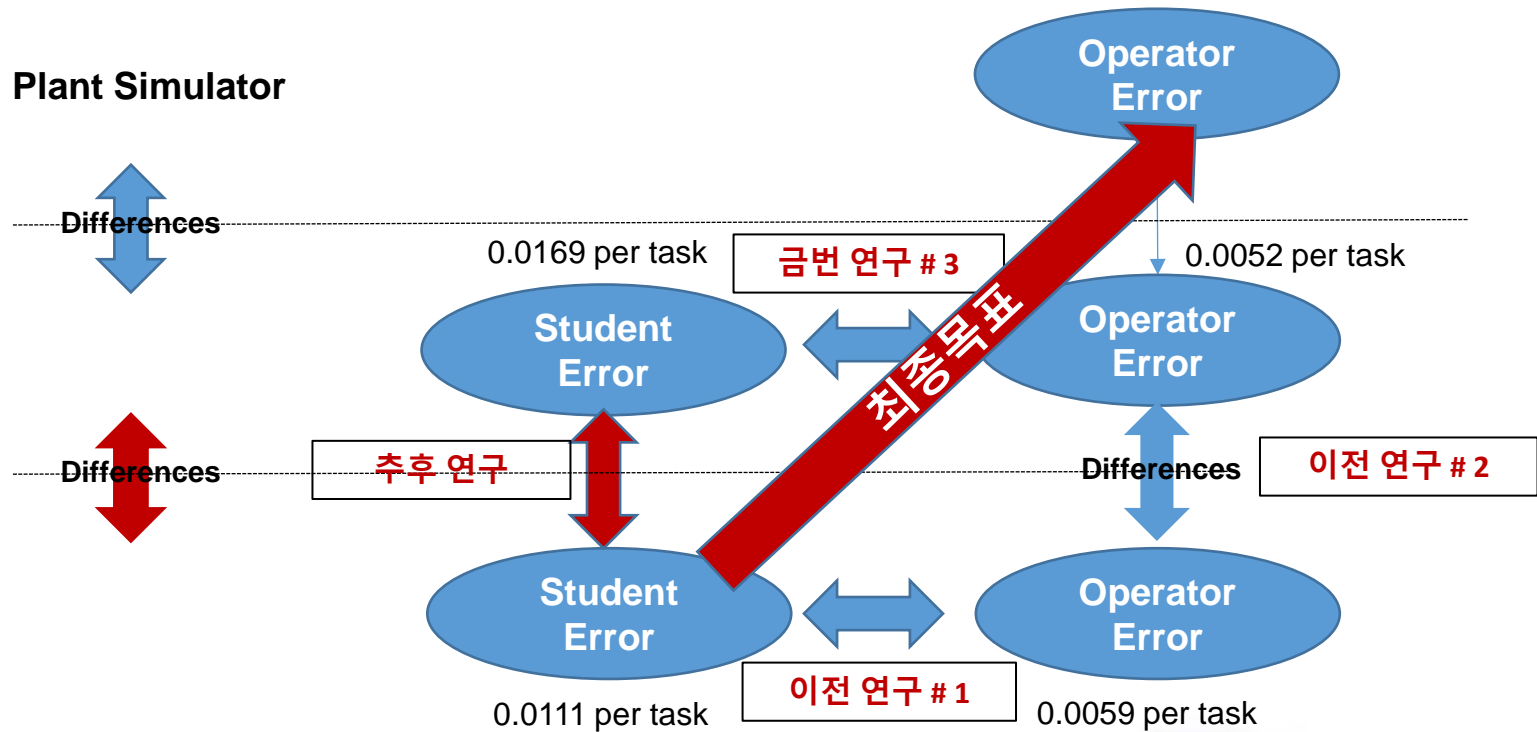 Operator
Error
Plant Simulator
Differences
0.0169 per task
금번 연구 # 3
0.0052 per task
Student
Error
Operator
Error
최종목표
Differences
추후 연구
Differences
이전 연구 # 2
Student
Error
Operator
Error
이전 연구 # 1
0.0111 per task
0.0059 per task